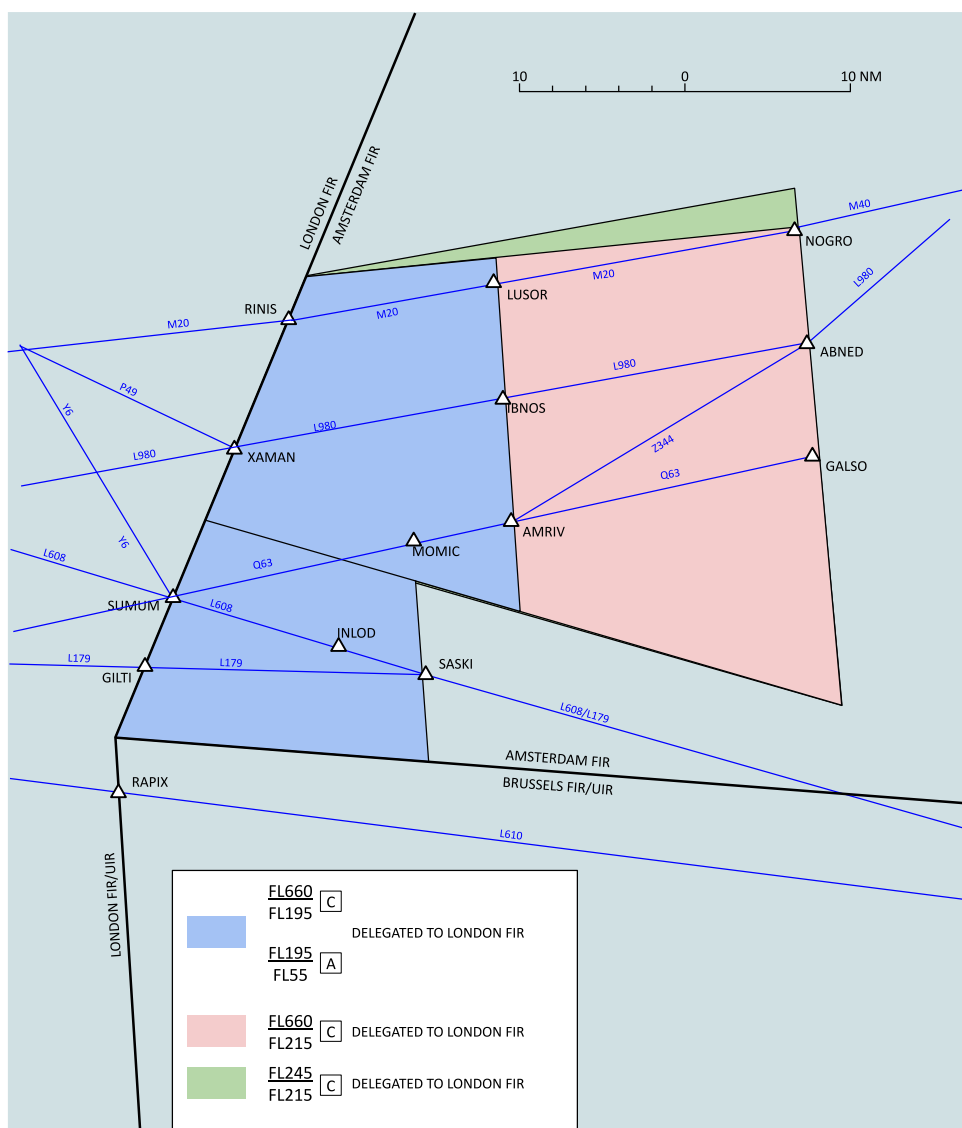 10
0
10 NM
LONDON FIR
AMSTERDAM FIR
M40
NOGRO
L980
M20
LUSOR
RINIS
M20
M20
ABNED
L980
P49
Y6
IBNOS
L980
L980
XAMAN
Z344
GALSO
Q63
AMRIV
MOMIC
Y6
L608
Q63
SUMUM
L608
INLOD
L179
L179
SASKI
GILTI
L608/L179
AMSTERDAM FIR
BRUSSELS FIR/UIR
RAPIX
L610
LONDON FIR/UIR
FL660
FL195
C
DELEGATED TO LONDON FIR
FL195
FL55
A
FL660
FL215
C
DELEGATED TO LONDON FIR
FL245
FL215
C
DELEGATED TO LONDON FIR